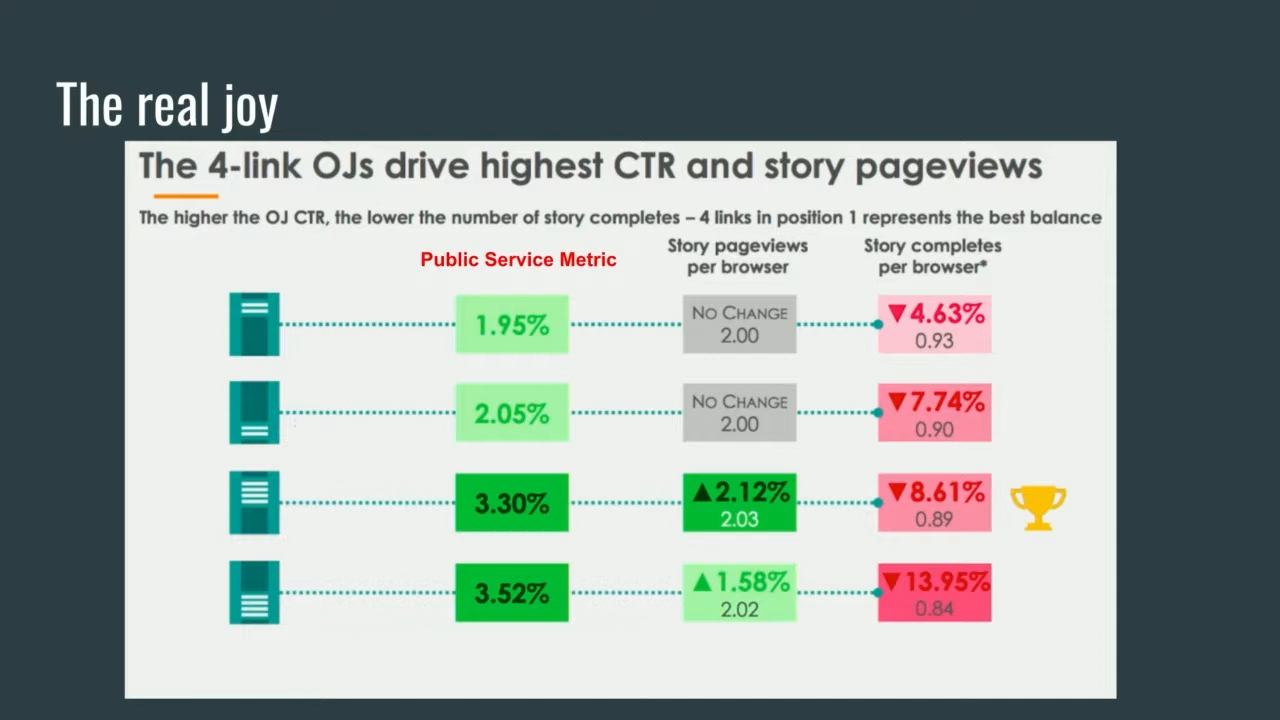 The real joy
The 4-link OJs drive highest CTR and story pageviews
The higher the OJ CTR, the lower the number of story completes – 4 links in position 1 represents the best balance
Public Service Metric
Story pageviews
per browser
Story completes
per browser*
1.95%
NO CHANGE
2.00
▼4.63%
0.93
2.05%
NO CHANGE
2.00
▼7.74%
0.90
3.30%
▲2.12%
2.03
▼8.61%
0.89
3.52%
▲1.58%
2.02
▼13.95%
0.84